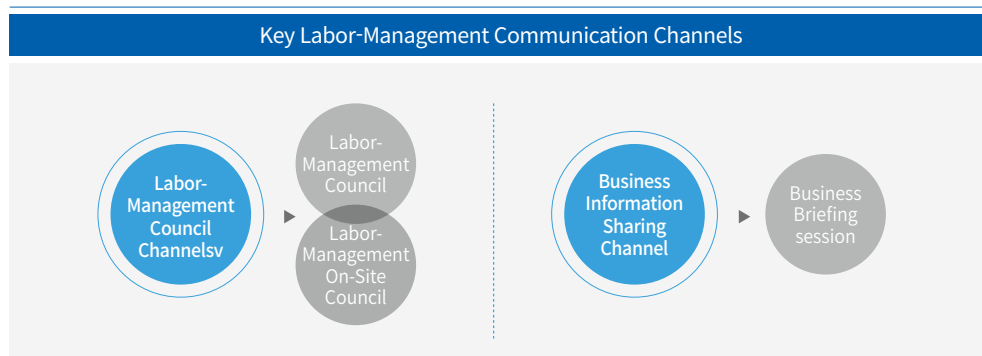 Key Labor-Management Communication Channels
Labor-
Management
Council
Channelsv
Labor-
Management
Council
Labor-
Management
On-Site
Council
Business
Information
Sharing
Channel
Business
Briefing
session